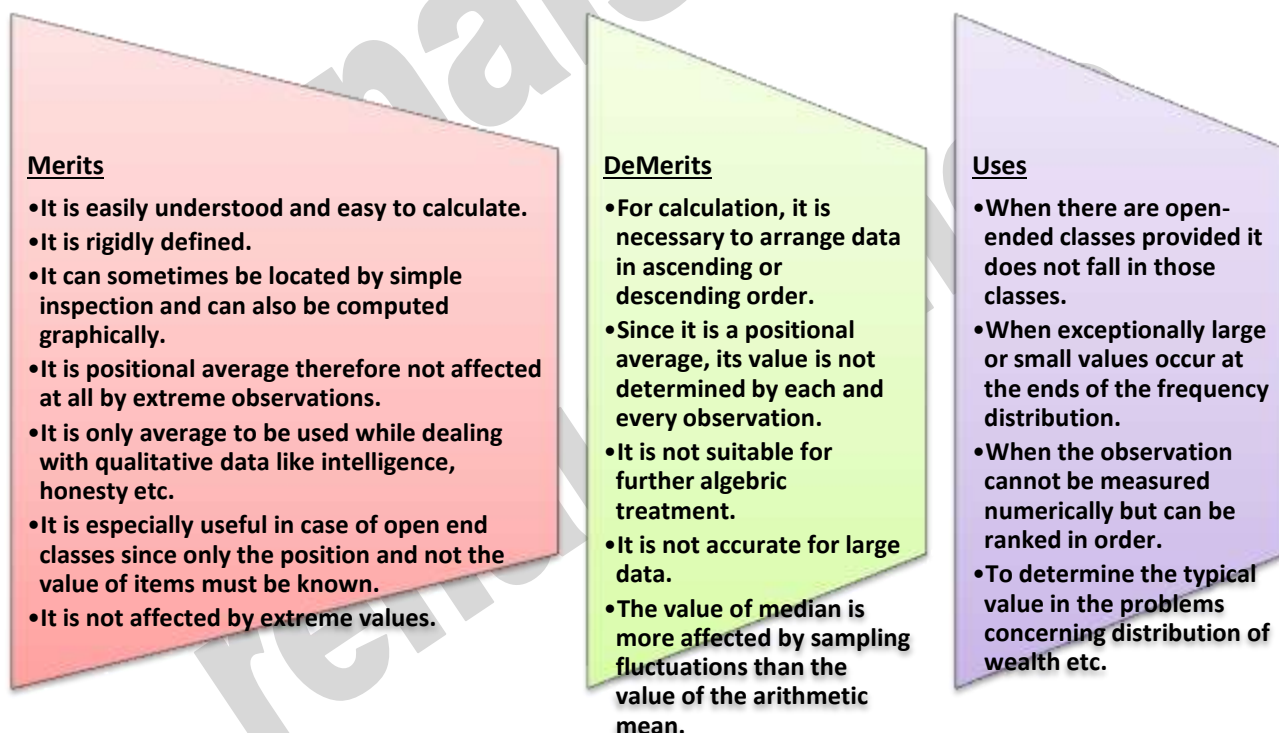 Merits
•It is easily understood and easy to calculate.
•It is rigidly defined.
•It can sometimes be located by simple
inspection and can also be computed
graphically.
•It is positional average therefore not affected
at all by extreme observations.
•It is only average to be used while dealing
with qualitative data like intelligence,
honesty etc.
•It is especially useful in case of open end
classes since only the position and not the
value of items must be known.
•It is not affected by extreme values.
DeMerits
•For calculation, it is
necessary to arrange data
in ascending or
descending order.
•Since it is a positional
average, its value is not
determined by each and
every observation.
•It is not suitable for
further algebric
treatment.
•It is not accurate for large
data.
•The value of median is
more affected by sampling
fluctuations than the
value of the arithmetic
mean.
Uses
•When there are open-
ended classes provided it
does not fall in those
classes.
•When exceptionally large
or small values occur at
the ends of the frequency
distribution.
•When the observation
cannot be measured
numerically but can be
ranked in order.
•To determine the typical
value in the problems
concerning distribution of
wealth etc.